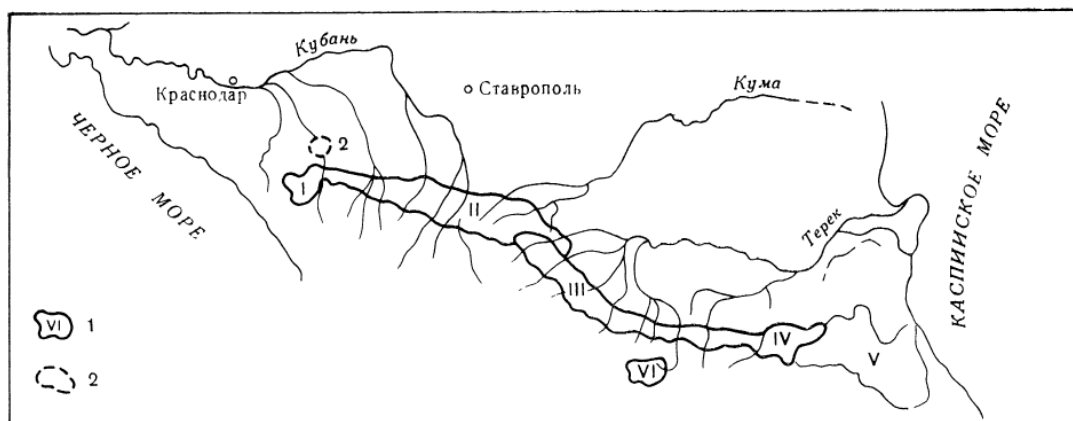 Кубань
Ставрополь
Кума
Краснодар
ЧЕРНОЕ МОРЕ
2
I
II
КАСПИЙСКОЕ МОРЕ
Терек
III
IV
V
VI
VI 1
2